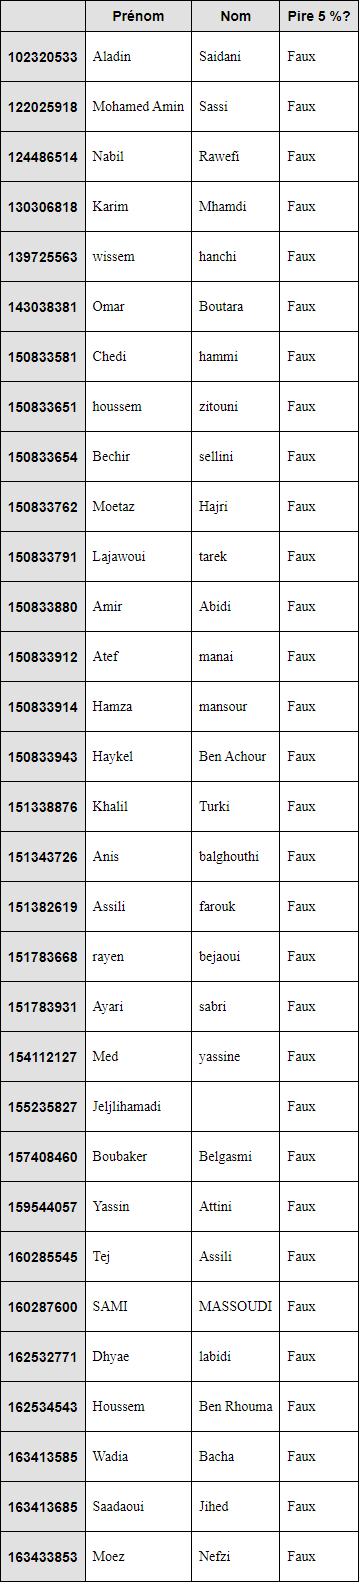 Prénom Nom Pire 5 %?
102320533 Aladin Saidani Faux
122025918 Mohamed Amin Sassi Faux
124486514 Nabil Rawefi Faux
130306818 Karim Mhamdi Faux
139725563 wissem hanchi Faux
143038381 Omar Boutara Faux
150833581 Chedi hammi Faux
150833651 houssem zitouni Faux
150833654 Bechir sellini Faux
150833762 Moetaz Hajri Faux
150833791 Lajawoui tarek Faux
150833880 Amir Abidi Faux
150833912 Atef manai Faux
150833914 Hamza mansour Faux
150833943 Haykel Ben Achour Faux
151338876 Khalil Turki Faux
151343726 Anis balghouthi Faux
151382619 Assili farouk Faux
151783668 rayen bejaoui Faux
151783931 Ayari sabri Faux
154112127 Med yassine Faux
155235827 Jeljlihamadi Faux
157408460 Boubaker Belgasmi Faux
159544057 Yassin Attini Faux
160285545 Tej Assili Faux
160287600 SAMI MASSOUDI Faux
162532771 Dhyae labidi Faux
162534543 Houssem Ben Rhouma Faux
163413585 Wadia Bacha Faux
163413685 Saadaoui Jihed Faux
163433853 Moez Nefzi Faux